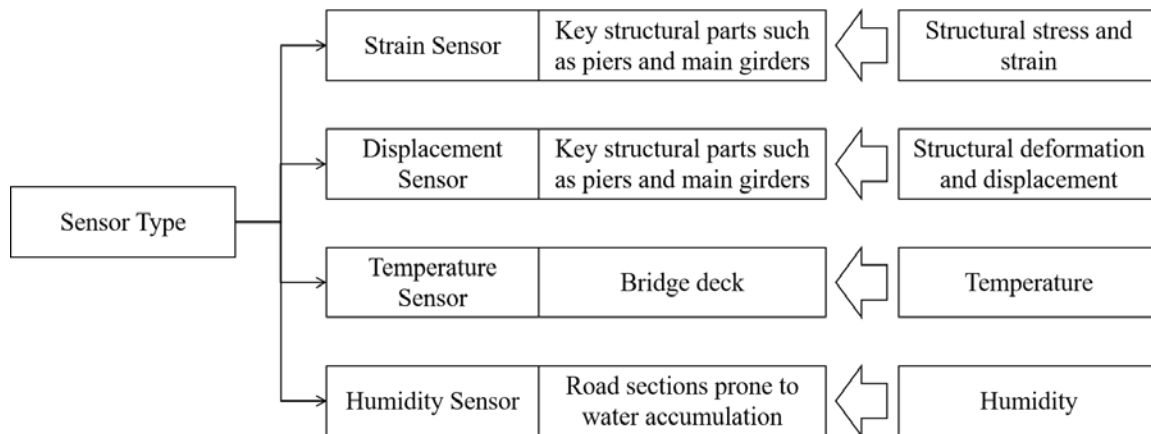 Sensor Type
Strain Sensor
Key structural parts such
as piers and main girders
Structural stress and
strain
Displacement
Sensor
Key structural parts such
as piers and main girders
Structural deformation
and displacement
Temperature
Sensor
Bridge deck
Temperature
Humidity Sensor
Road sections prone to
water accumulation
Humidity